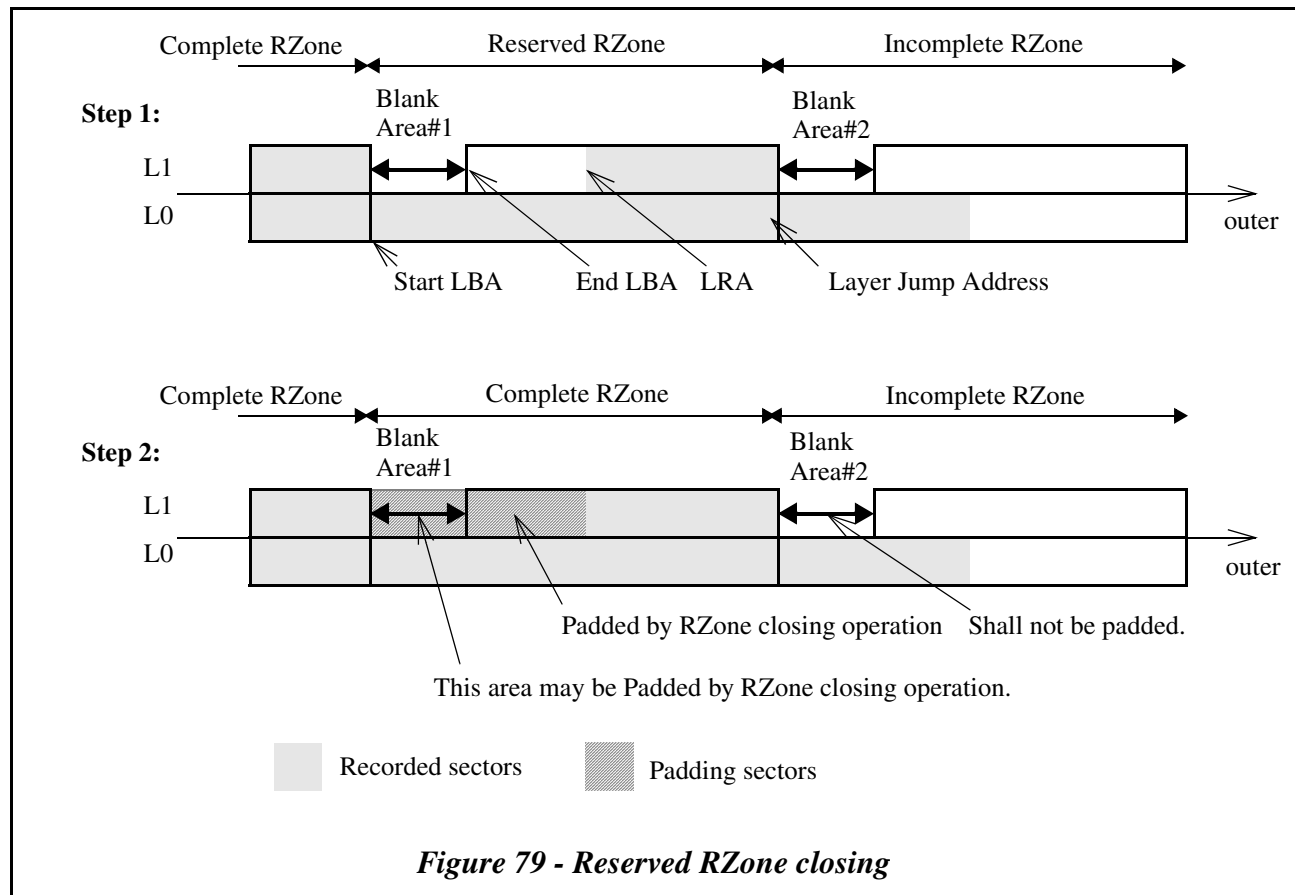 Complete RZone Reserved RZone Incomplete RZone
Step 1:
Blank
Area#1
Blank
Area#2
L1
L0
outer
Start LBA End LBA LRA Layer Jump Address
Complete RZone Complete RZone Incomplete RZone
Step 2:
Blank
Area#1
Blank
Area#2
L1
L0
outer
Padded by RZone closing operation Shall not be padded.
This area may be Padded by RZone closing operation.
Recorded sectors Padding sectors
Figure 79 - Reserved RZone closing